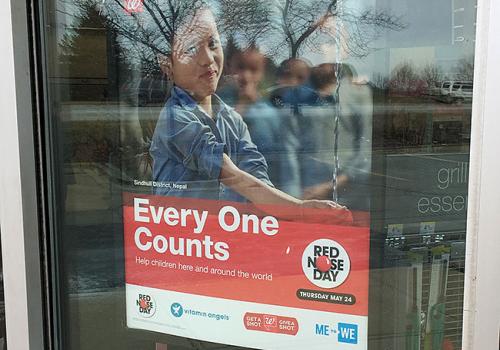 Sindhuli District, Nepal
Every One
Counts
Help children here and around the world
RED
NOSE
DAY
THURSDAY MAY 24
RED
NOSE
DAY
vitamin angels
GET A
SHOT.
GIVE A
SHOT.
ME to WE
grill
esse